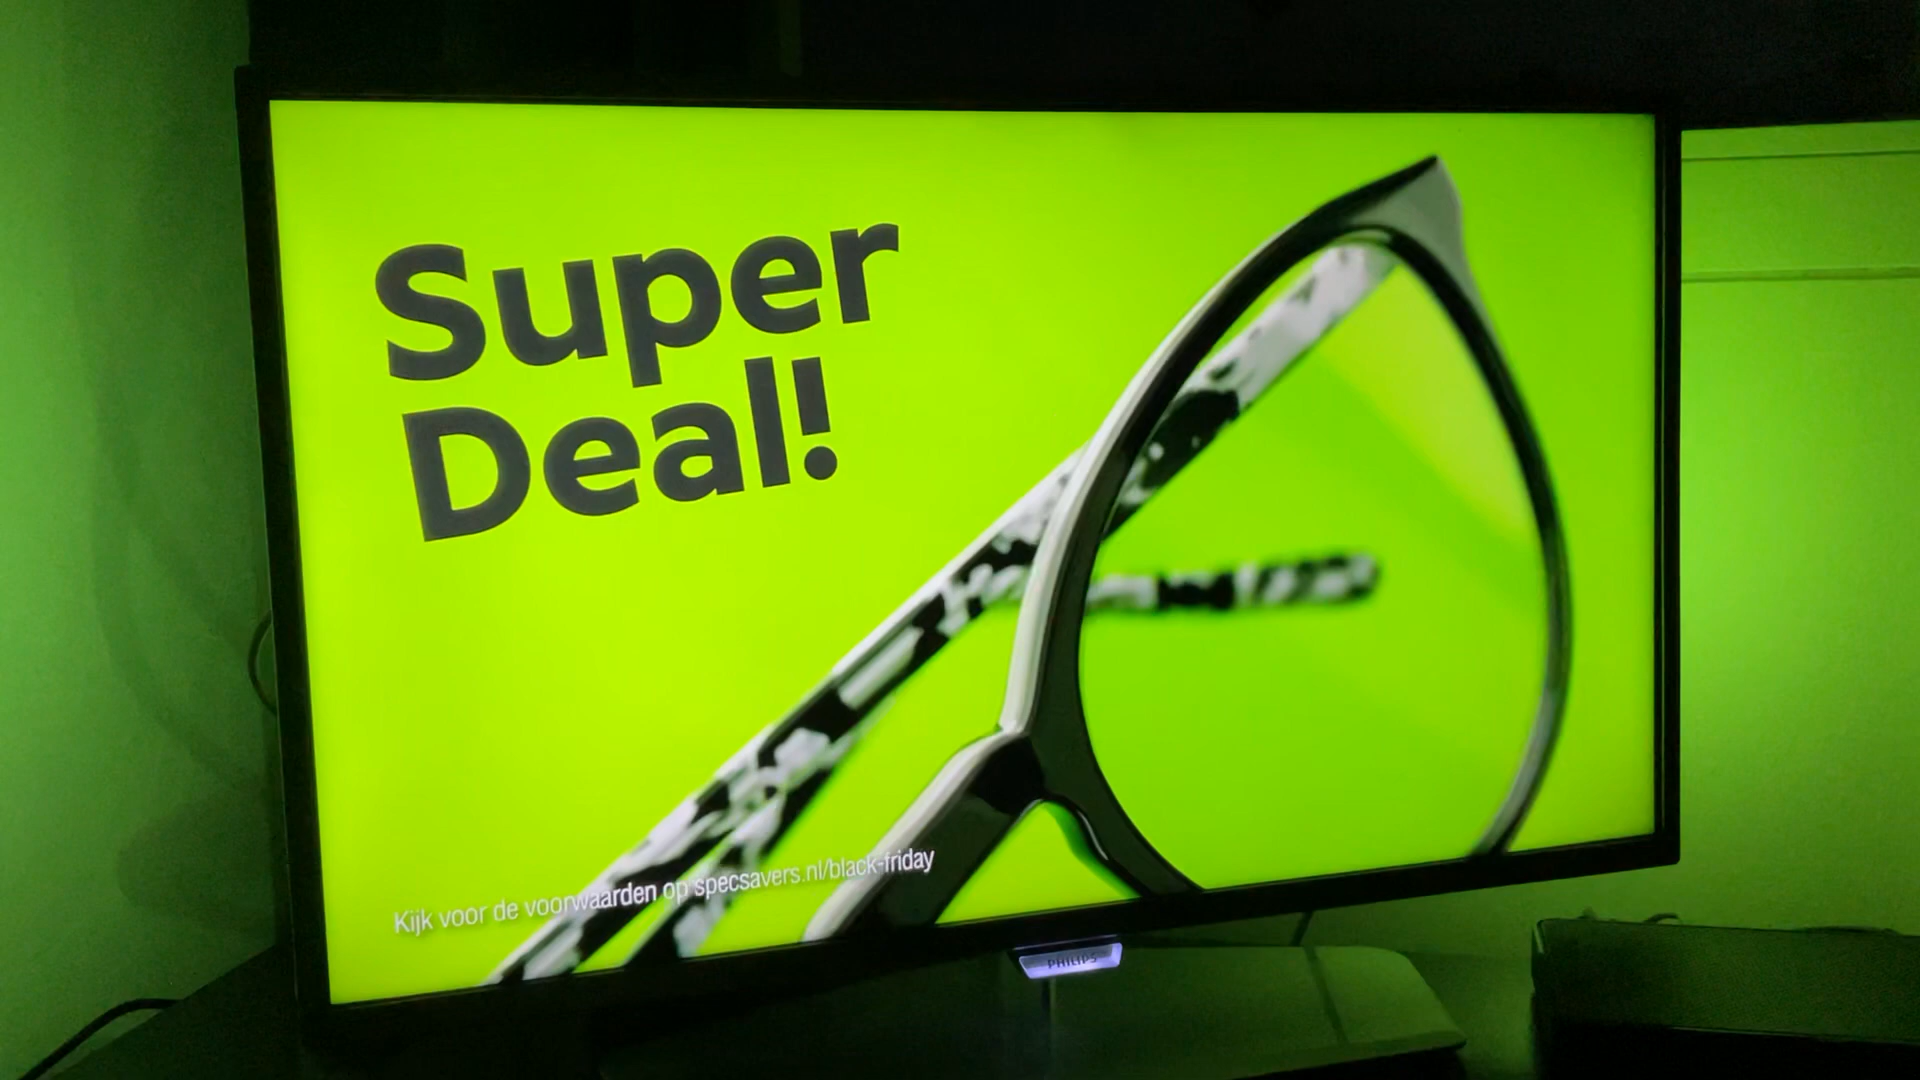 Super
Deal!
Kijk voor de voorwaarden op specsavers.nl/black-friday
PHILIPS